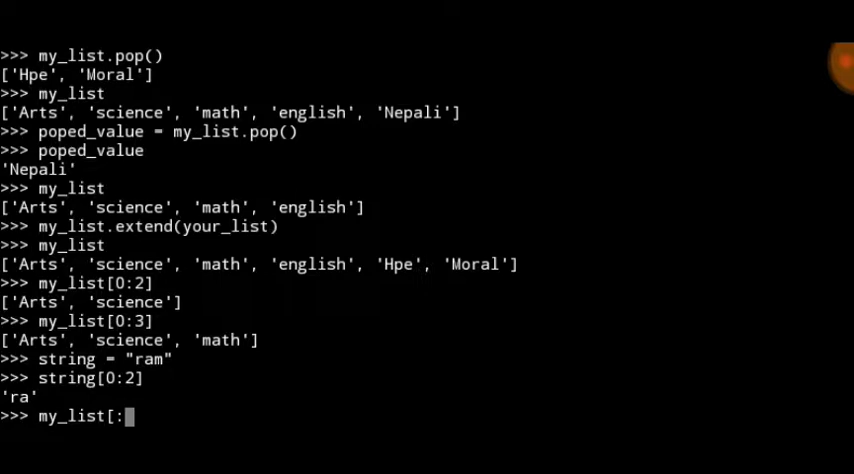 >>> my_list.pop()
['Hpe', 'Moral']
>>> my_list
['Arts', 'science', 'math', 'english', 'Nepali']
>>> poped_value = my_list.pop()
>>> poped_value
'Nepali'
>>> my_list
['Arts', 'science', 'math', 'english']
>>> my_list.extend(your_list)
>>> my_list
['Arts', 'science', 'math', 'english', 'Hpe', 'Moral']
>>> my_list[0:2]
['Arts', 'science']
>>> my_list[0:3]
['Arts', 'science', 'math']
>>> string = "ram"
>>> string[0:2]
'ra'
>>> my_list[: